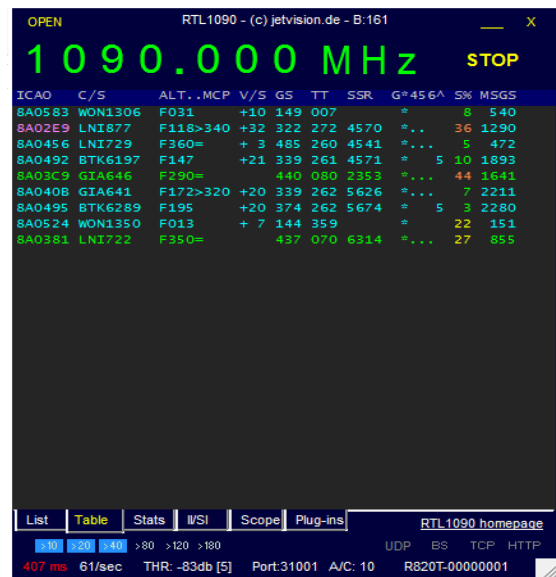 OPEN RTL1090 - (c) jetvision.de - B:161 __ X
1090.000 MHz STOP
ICAO C/S ALT..MCP V/S GS TT SSR G*456^ S% MSGS
8A0583 WON1306 F031 +10 149 007 * 8 540
8A02E9 LNI877 F118>340 +32 322 272 4570 *.. 36 1290
8A0456 LNI729 F360= + 3 485 260 4541 *... 5 472
8A0492 BTK6197 F147 +21 339 261 4571 * 5 10 1893
8A03C9 GIA646 F290= 440 080 2353 *... 44 1641
8A040B GIA641 F172>320 +20 339 262 5626 *... 7 2211
8A0495 BTK6289 F195 +20 374 262 5674 * 5 3 2280
8A0524 WON1350 F013 + 7 144 359 * 22 151
8A0381 LNI722 F350= 437 070 6314 *... 27 855
List Table Stats II/SI Scope Plug-ins RTL1090 homepage
>10 >20 >40 >80 >120 >180 UDP BS TCP HTTP
407 ms 61/sec THR: -83db [5] Port:31001 A/C: 10 R820T-00000001